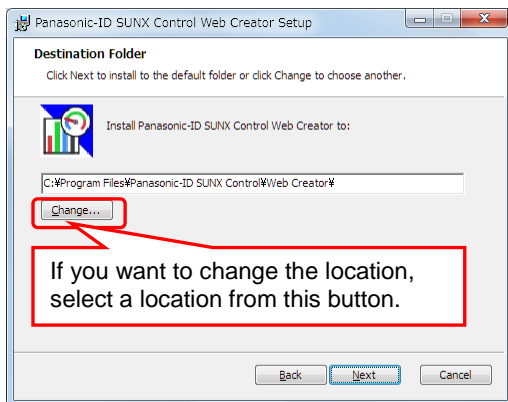 Panasonic-ID SUNX Control Web Creator Setup
Destination Folder
Click Next to install to the default folder or click Change to choose another.
Install Panasonic-ID SUNX Control Web Creator to:
C:¥Program Files¥Panasonic-ID SUNX Control¥Web Creator¥
Change...
If you want to change the location,
select a location from this button.
Back Next Cancel